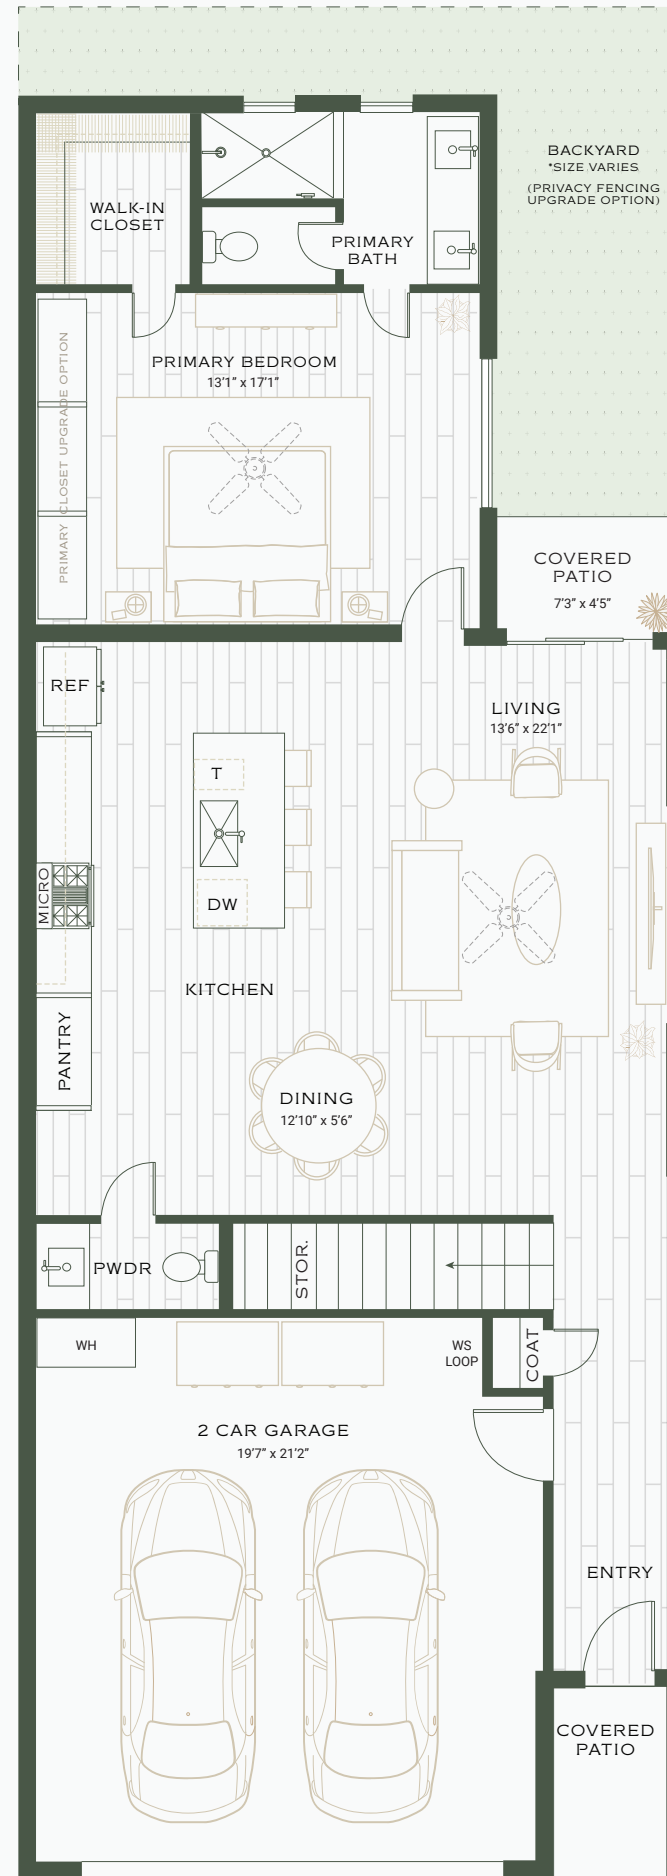 BACKYARD
*SIZE VARIES
(PRIVACY FENCING
UPGRADE OPTION)
WALK-IN
CLOSET
PRIMARY
BATH
PRIMARY BEDROOM
13'1" x 17'1"
PRIMARY CLOSET UPGRADE OPTION
COVERED
PATIO
7'3" x 4'5"
REF
LIVING
13'6" x 22'1"
T
MICRO
DW
KITCHEN
PANTRY
DINING
12'10" x 5'6"
PWDR
STOR.
WH
WS
LOOP
COAT
2 CAR GARAGE
19'7" x 21'2"
ENTRY
COVERED
PATIO